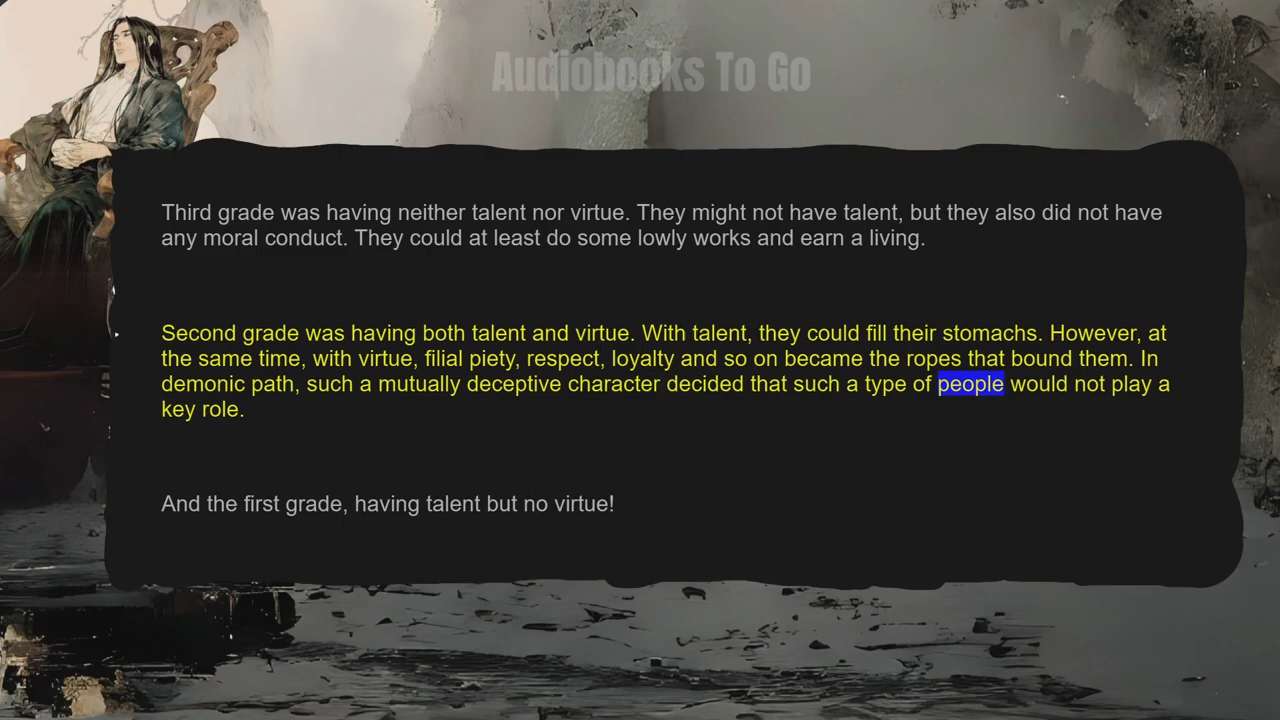 Audiobooks To Go
Third grade was having neither talent nor virtue. They might not have talent, but they also did not have
any moral conduct. They could at least do some lowly works and earn a living.
Second grade was having both talent and virtue. With talent, they could fill their stomachs. However, at
the same time, with virtue, filial piety, respect, loyalty and so on became the ropes that bound them. In
demonic path, such a mutually deceptive character decided that such a type of people would not play a
key role.
And the first grade, having talent but no virtue!